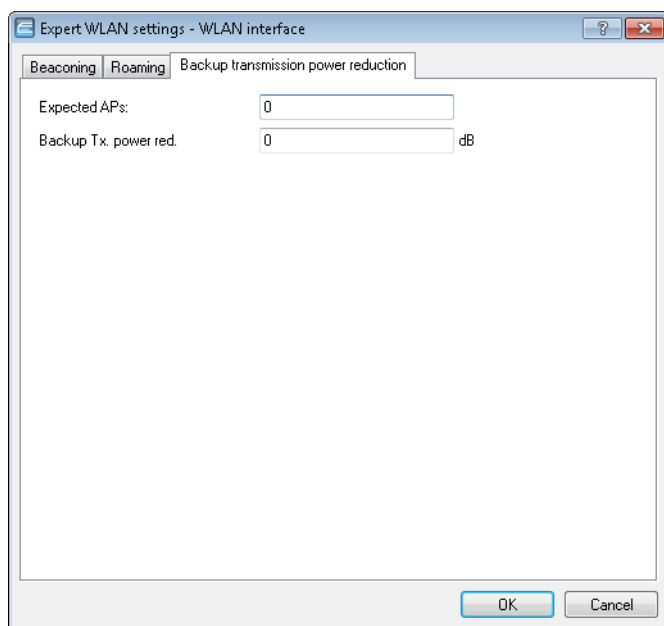 Expert WLAN settings - WLAN interface
Beaconing Roaming Backup transmission power reduction
Expected APs: 0
Backup Tx. power red. 0 dB
OK Cancel